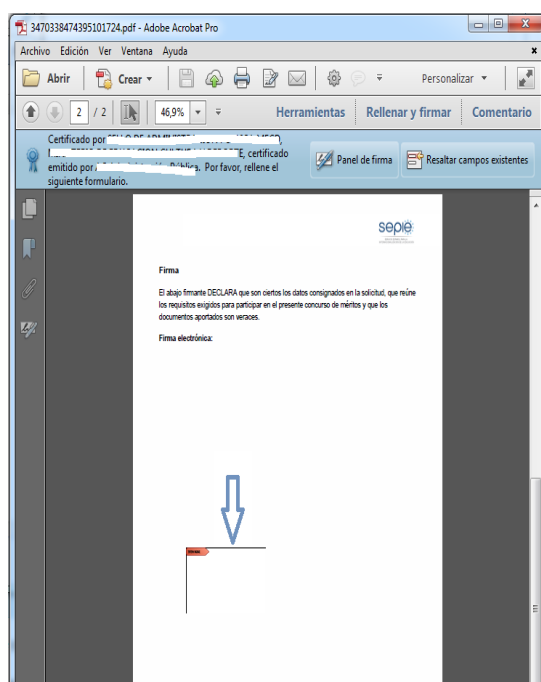 3470338474395101724.pdf - Adobe Acrobat Pro
Archivo Edición Ver Ventana Ayuda
Abrir Crear Personalizar
2 / 2 46,9% Herramientas Rellenar y firmar Comentario
Certificado por
E, certificado
emitido por Pública. Por favor, rellene el
siguiente formulario.
Panel de firma Resaltar campos existentes
sepie
Firma
El abajo firmante DECLARA que son ciertos los datos consignados en la solicitud, que reúne
los requisitos exigidos para participar en el presente concurso de méritos y que los
documentos aportados son veraces.
Firma electrónica: